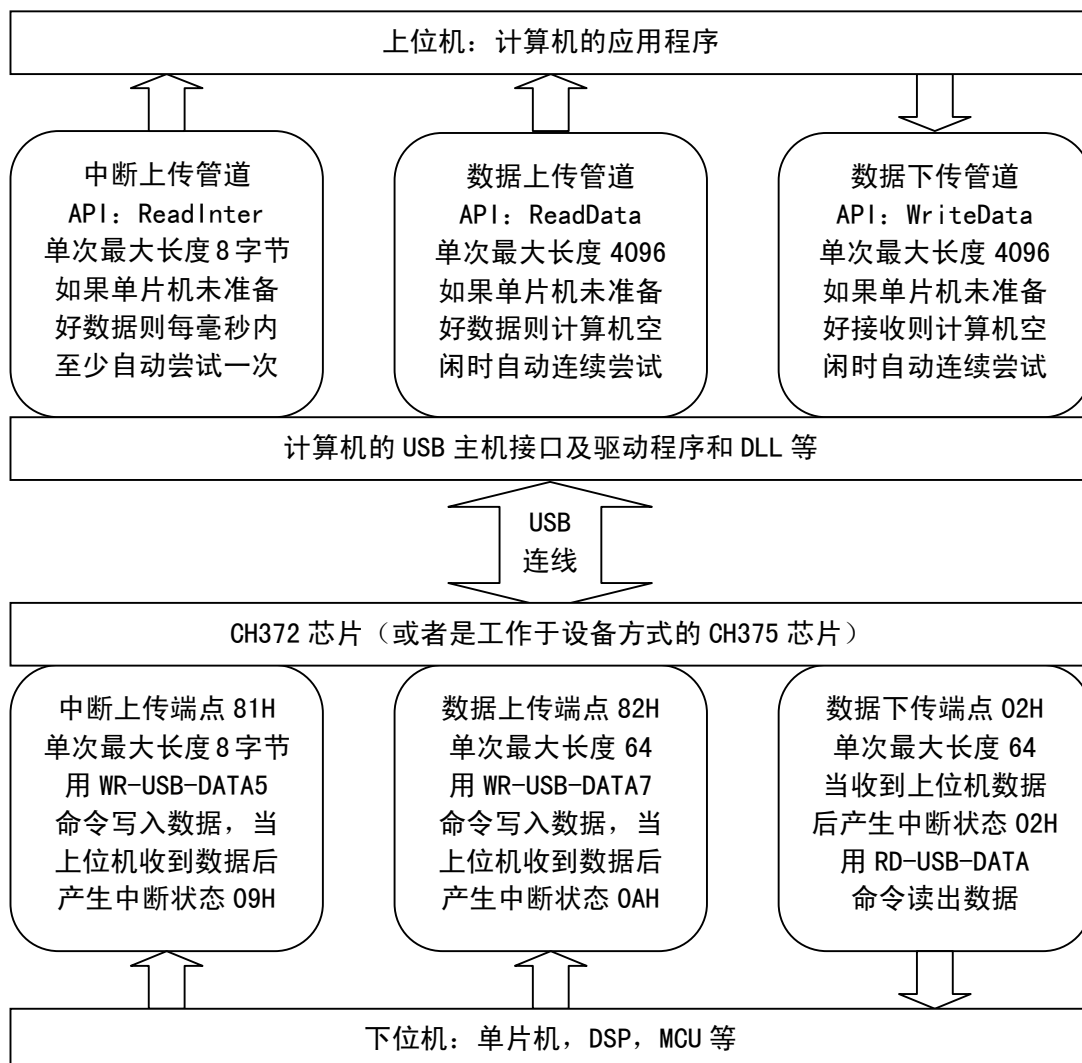 上位机：计算机的应用程序
中断上传管道
API：ReadInter
单次最大长度8字节
如果单片机未准备
好数据则每毫秒内
至少自动尝试一次
数据上传管道
API：ReadData
单次最大长度 4096
如果单片机未准备
好数据则计算机空
闲时自动连续尝试
数据下传管道
API：WriteData
单次最大长度 4096
如果单片机未准备
好接收则计算机空
闲时自动连续尝试
计算机的 USB 主机接口及驱动程序和 DLL 等
USB
连线
CH372 芯片（或者是工作于设备方式的 CH375 芯片）
中断上传端点 81H
单次最大长度8字节
用 WR-USB-DATA5
命令写入数据，当
上位机收到数据后
产生中断状态 09H
数据上传端点 82H
单次最大长度 64
用 WR-USB-DATA7
命令写入数据，当
上位机收到数据后
产生中断状态 0AH
数据下传端点 02H
单次最大长度 64
当收到上位机数据
后产生中断状态 02H
用 RD-USB-DATA
命令读出数据
下位机：单片机，DSP，MCU 等